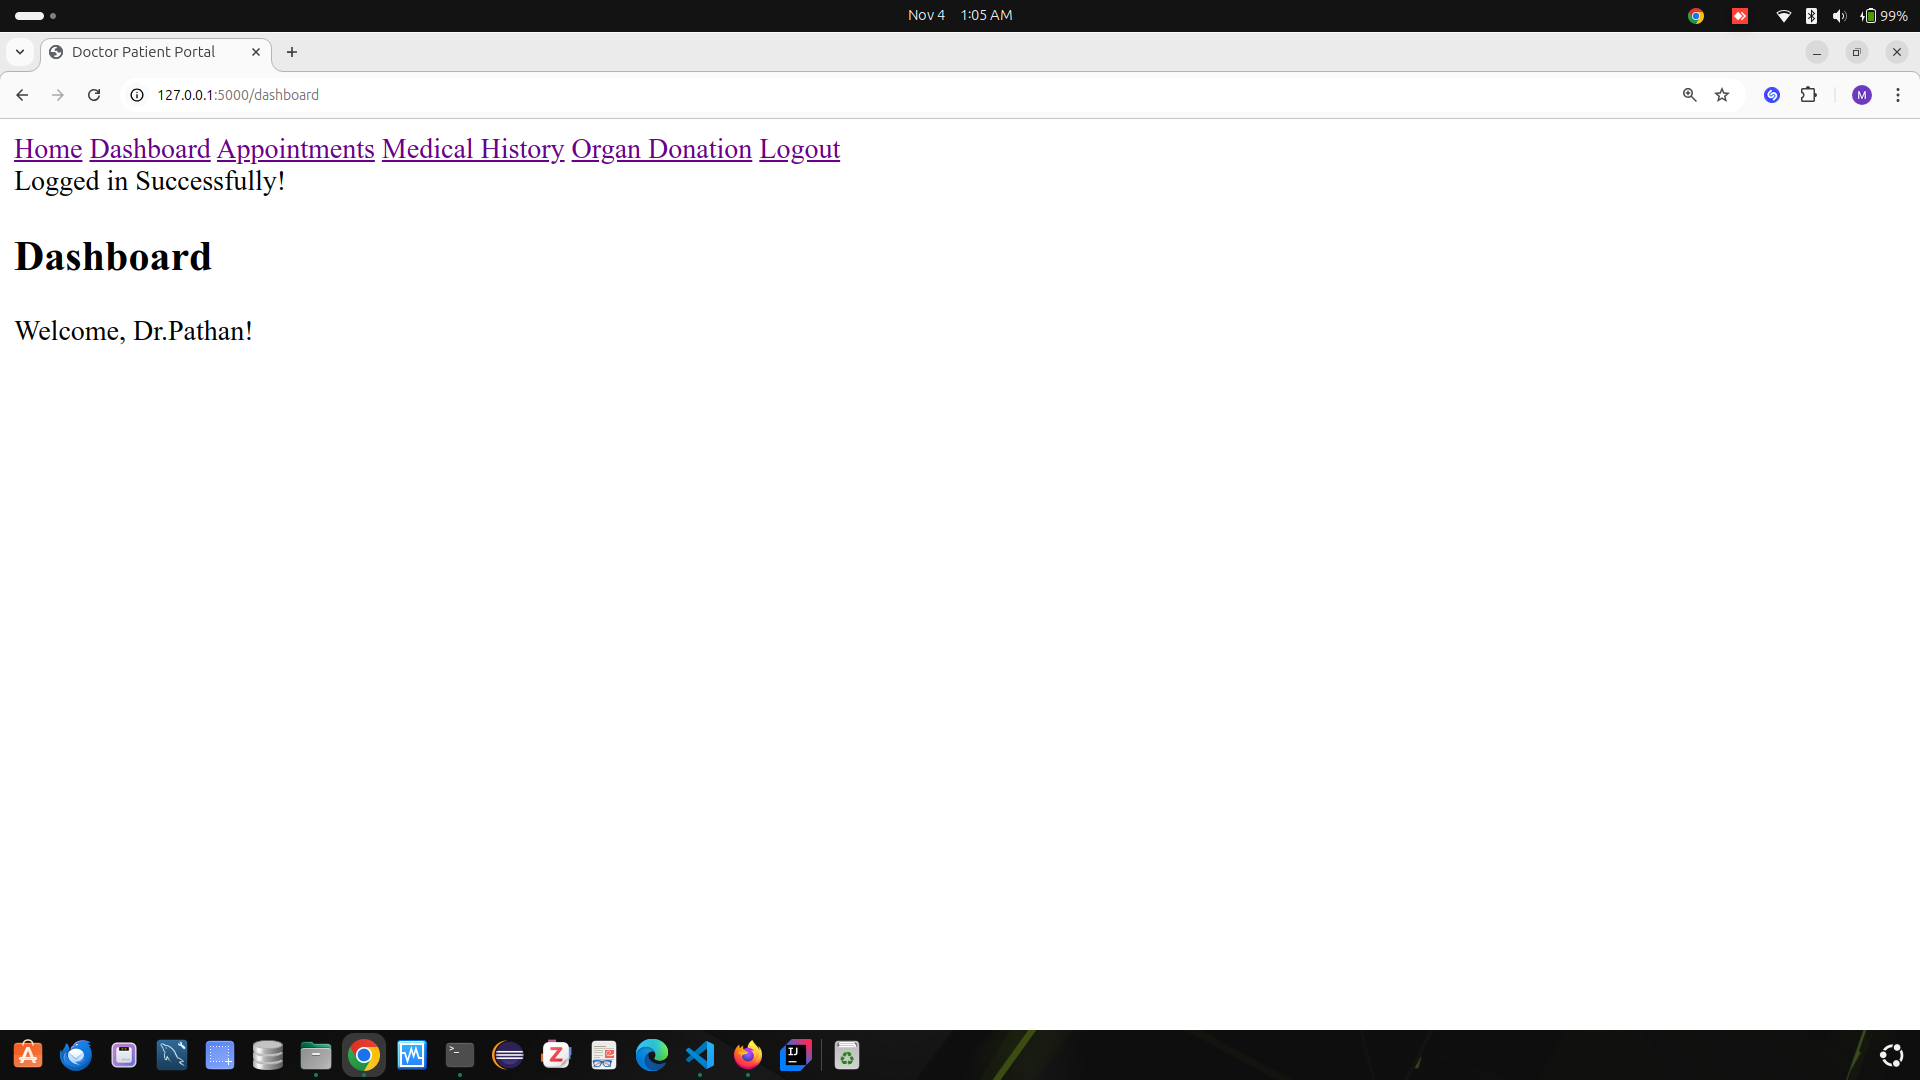 Nov 4 1:05 AM
99%
Doctor Patient Portal
127.0.0.1:5000/dashboard
M
Home Dashboard Appointments Medical History Organ Donation Logout
Logged in Successfully!
Dashboard
Welcome, Dr.Pathan!